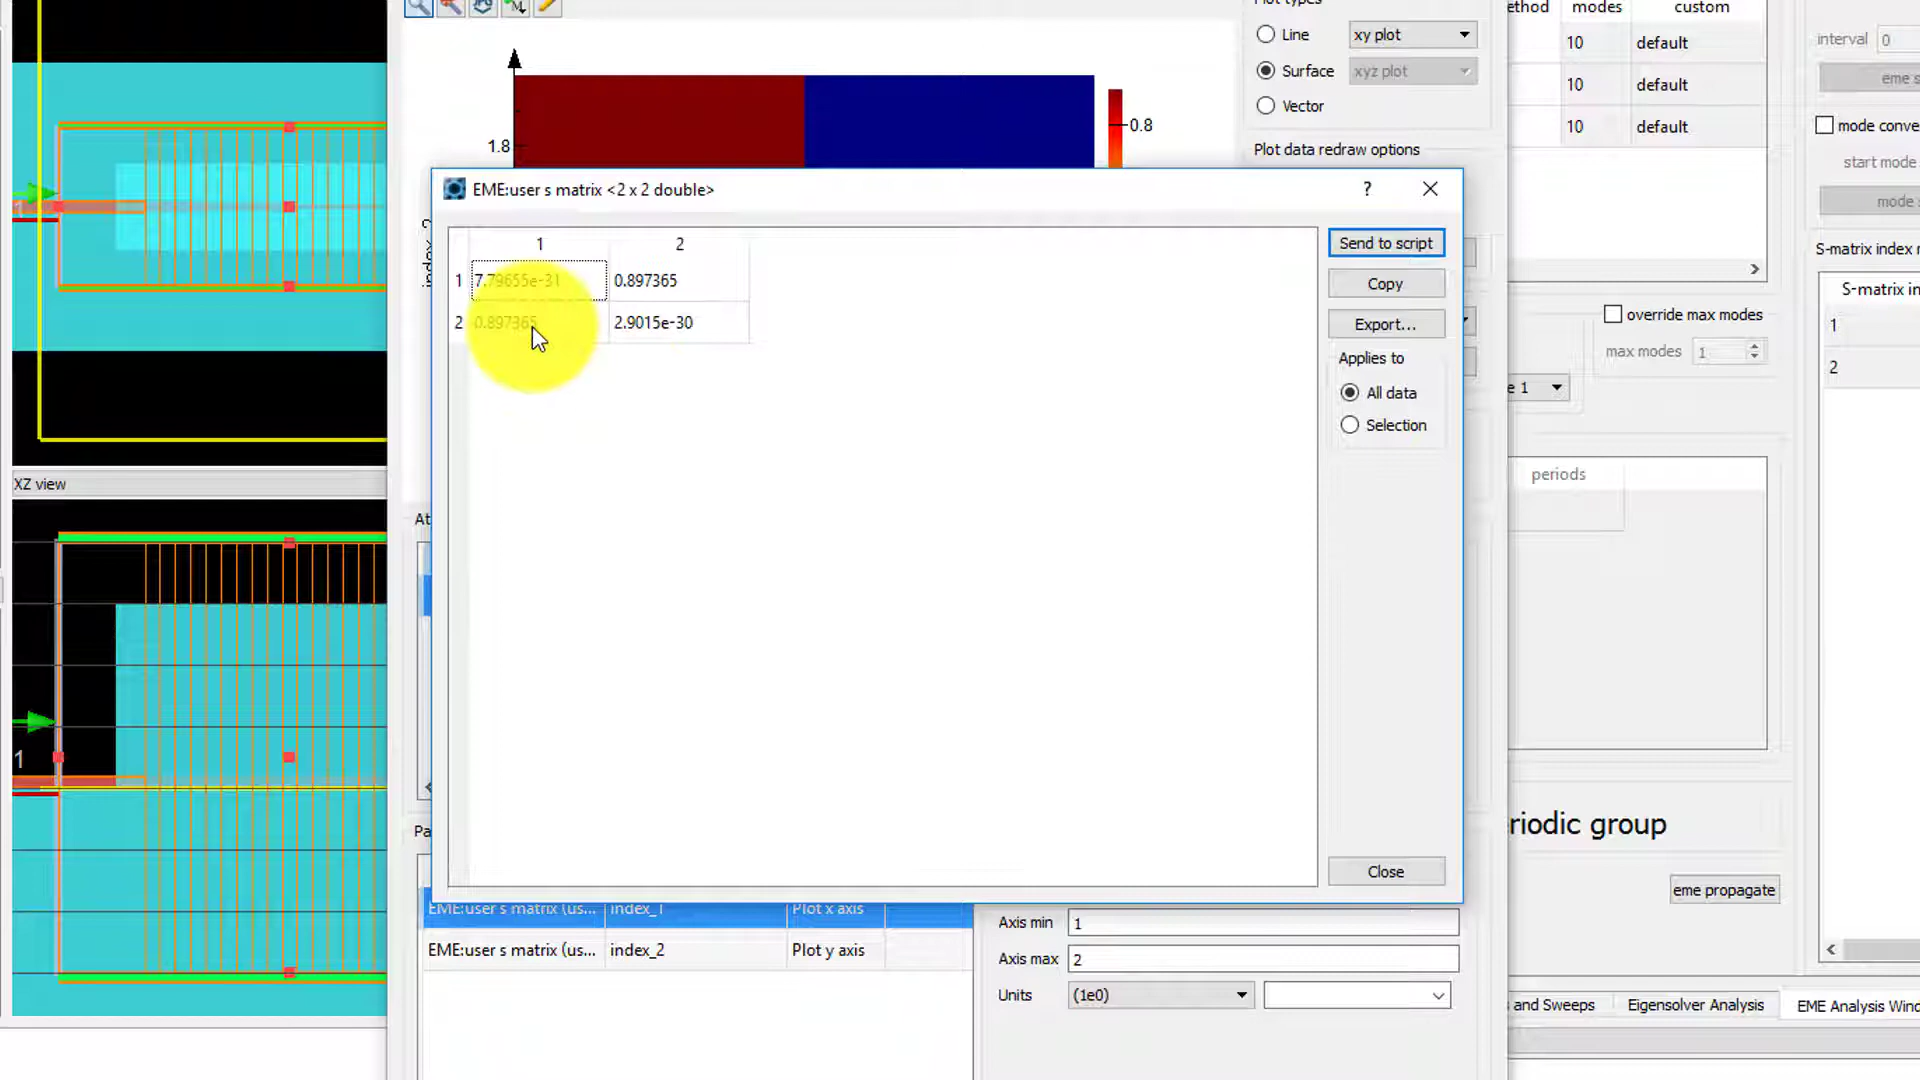 Line
xy plot
Surface
xyz plot
Vector
Plot data redraw options
1.8
0.8
modes
custom
10
default
10
default
10
default
interval
0
mode conve
start mode
mode s
S-matrix index
S-matrix in
1
2
override max modes
max modes
1
e 1
periods
riodic group
eme propagate
and Sweeps
Eigensolver Analysis
EME Analysis Wind
EME:user s matrix <2 x 2 double>
?
1
2
1
7.79655e-31
0.897365
2
0.897365
2.9015e-30
Send to script
Copy
Export...
Applies to
All data
Selection
Close
XZ view
1
At
Pa
EME:user s matrix (us...
index_1
Plot x axis
EME:user s matrix (us...
index_2
Plot y axis
Axis min
1
Axis max
2
Units
(1e0)